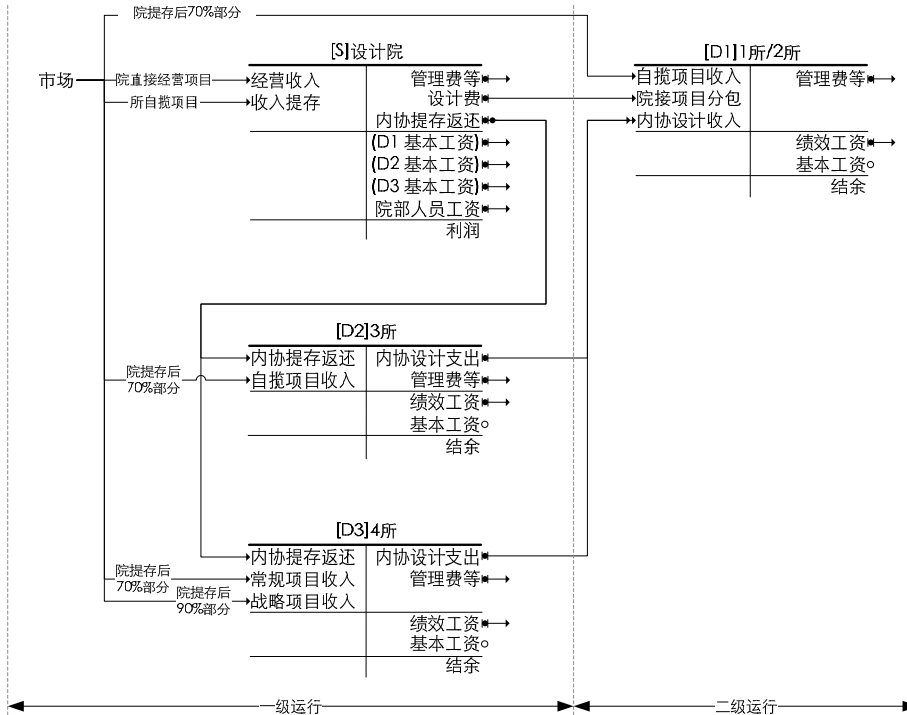 院提存后70%部分
[S]设计院
[D1]1所/2所
市场
院直接经营项目
经营收入
管理费等
自揽项目收入
管理费等
所自揽项目
收入提存
设计费
院接项目分包
内协提存返还
内协设计收入
(D1 基本工资)
绩效工资
(D2 基本工资)
基本工资
(D3 基本工资)
结余
院部人员工资
利润
[D2]3所
内协提存返还
内协设计支出
院提存后
70%部分
自揽项目收入
管理费等
绩效工资
基本工资
结余
[D3]4所
内协提存返还
内协设计支出
院提存后
70%部分
常规项目收入
管理费等
院提存后
90%部分
战略项目收入
绩效工资
基本工资
结余
一级运行
二级运行